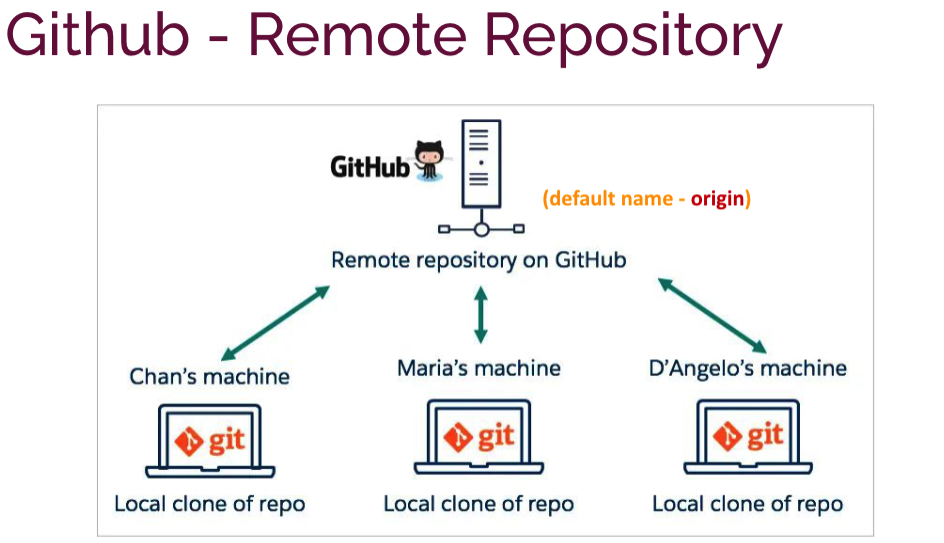 Github - Remote Repository
GitHub
(default name - origin)
Remote repository on GitHub
Chan's machine
Maria's machine
D'Angelo's machine
git
git
git
Local clone of repo
Local clone of repo
Local clone of repo